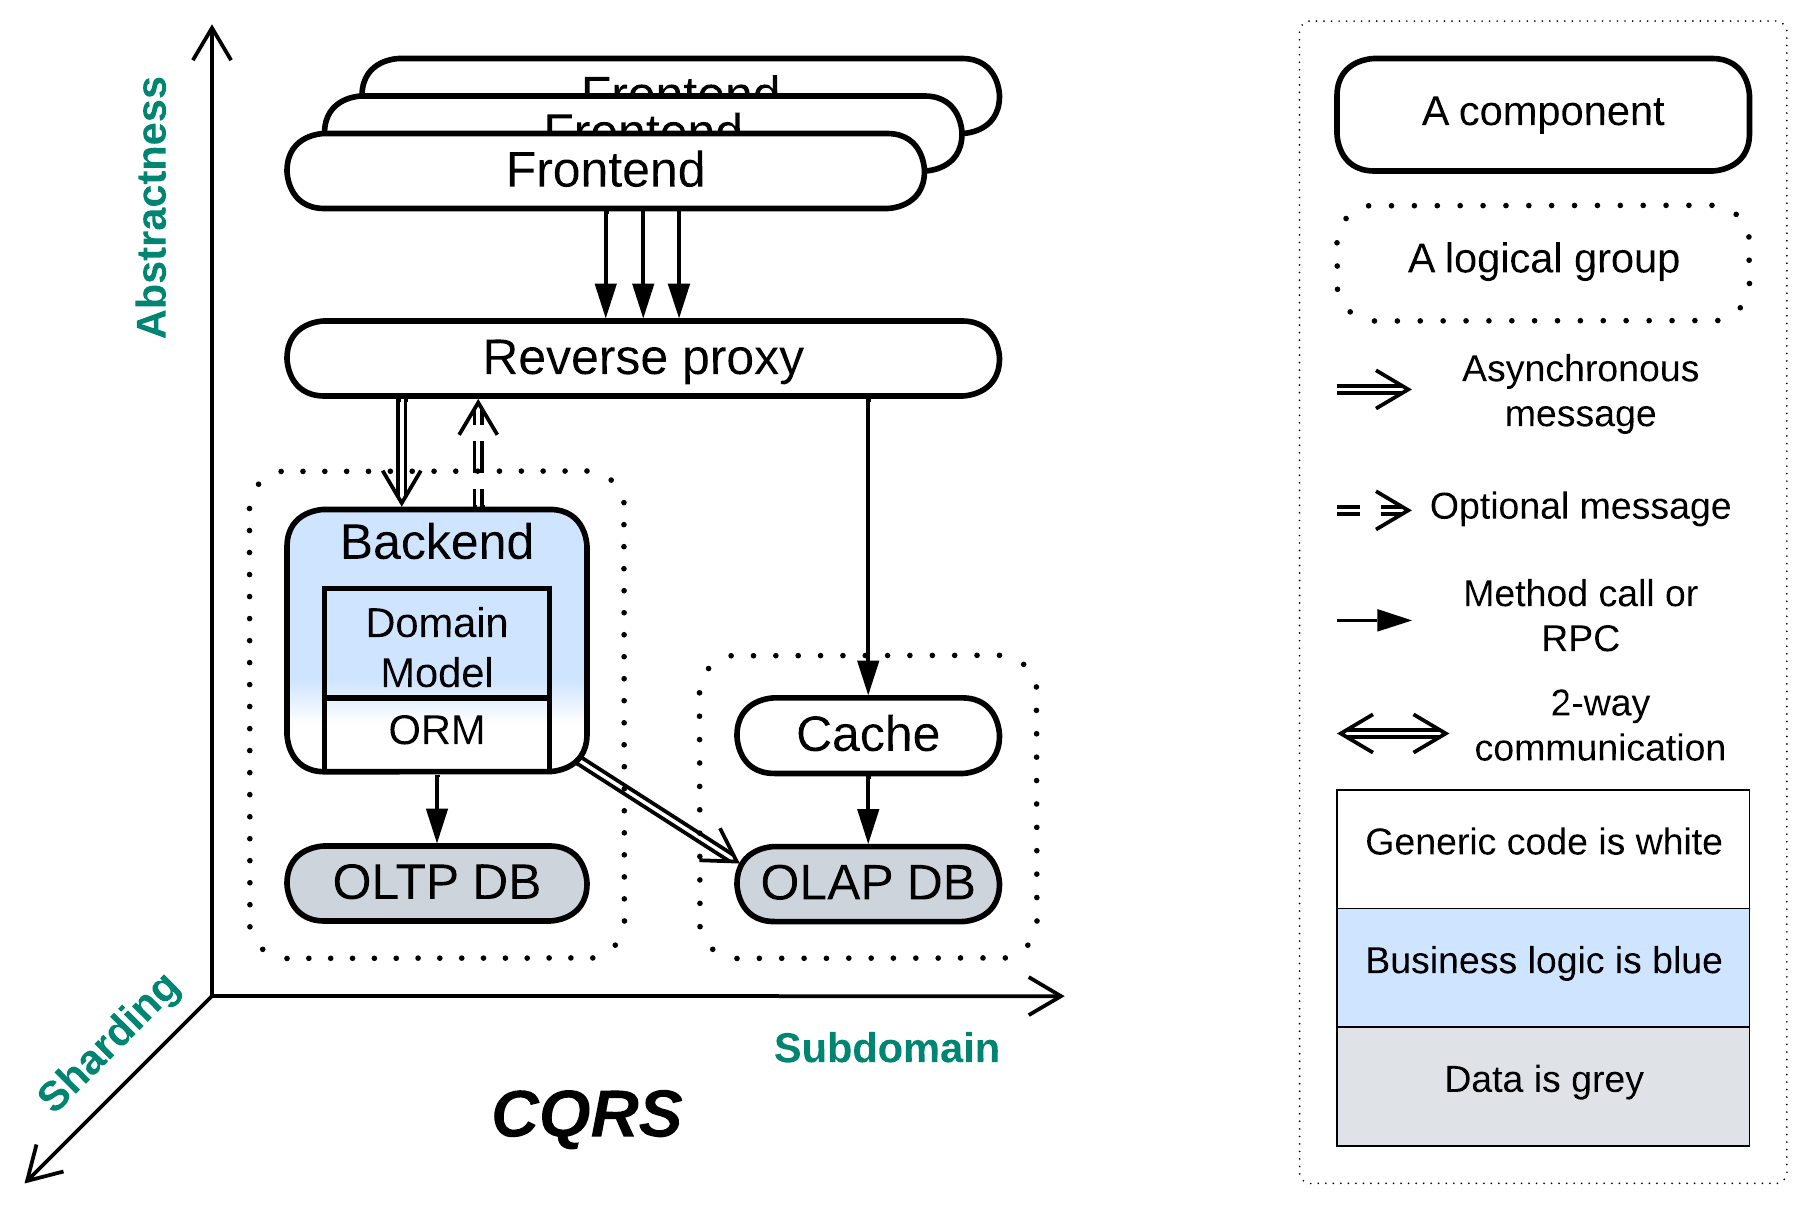 Abstractness
Frontend
Frontend
Frontend
Reverse proxy
Backend
Domain
Model
ORM
Cache
OLTP DB
OLAP DB
Sharding
Subdomain
CQRS
A component
A logical group
Asynchronous
message
Optional message
Method call or
RPC
2-way
communication
Generic code is white
Business logic is blue
Data is grey